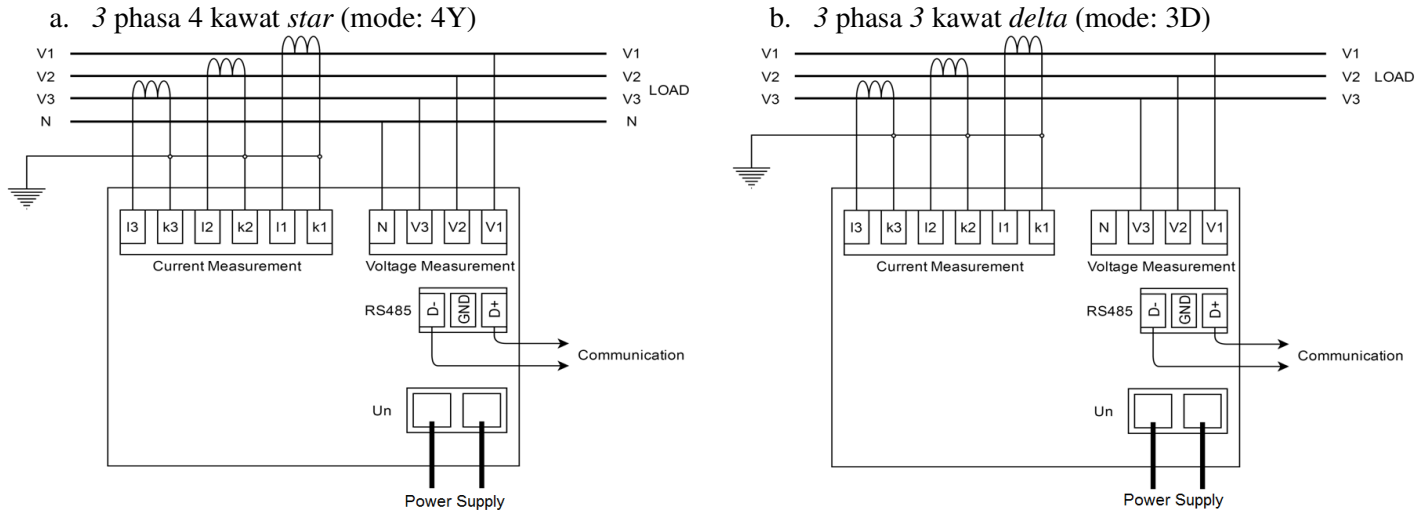 a. 3 phasa 4 kawat star (mode: 4Y)
V1 V1
V2 V2
V3 V3
LOAD
N N
l3 k3 l2 k2 l1 k1
N V3 V2 V1
Current Measurement
Voltage Measurement
RS485
D- GND D+
Communication
Un
Power Supply
b. 3 phasa 3 kawat delta (mode: 3D)
V1 V1
V2 V2 LOAD
V3 V3
l3 k3 l2 k2 l1 k1
N V3 V2 V1
Current Measurement
Voltage Measurement
RS485
D- GND D+
Communication
Un
Power Supply